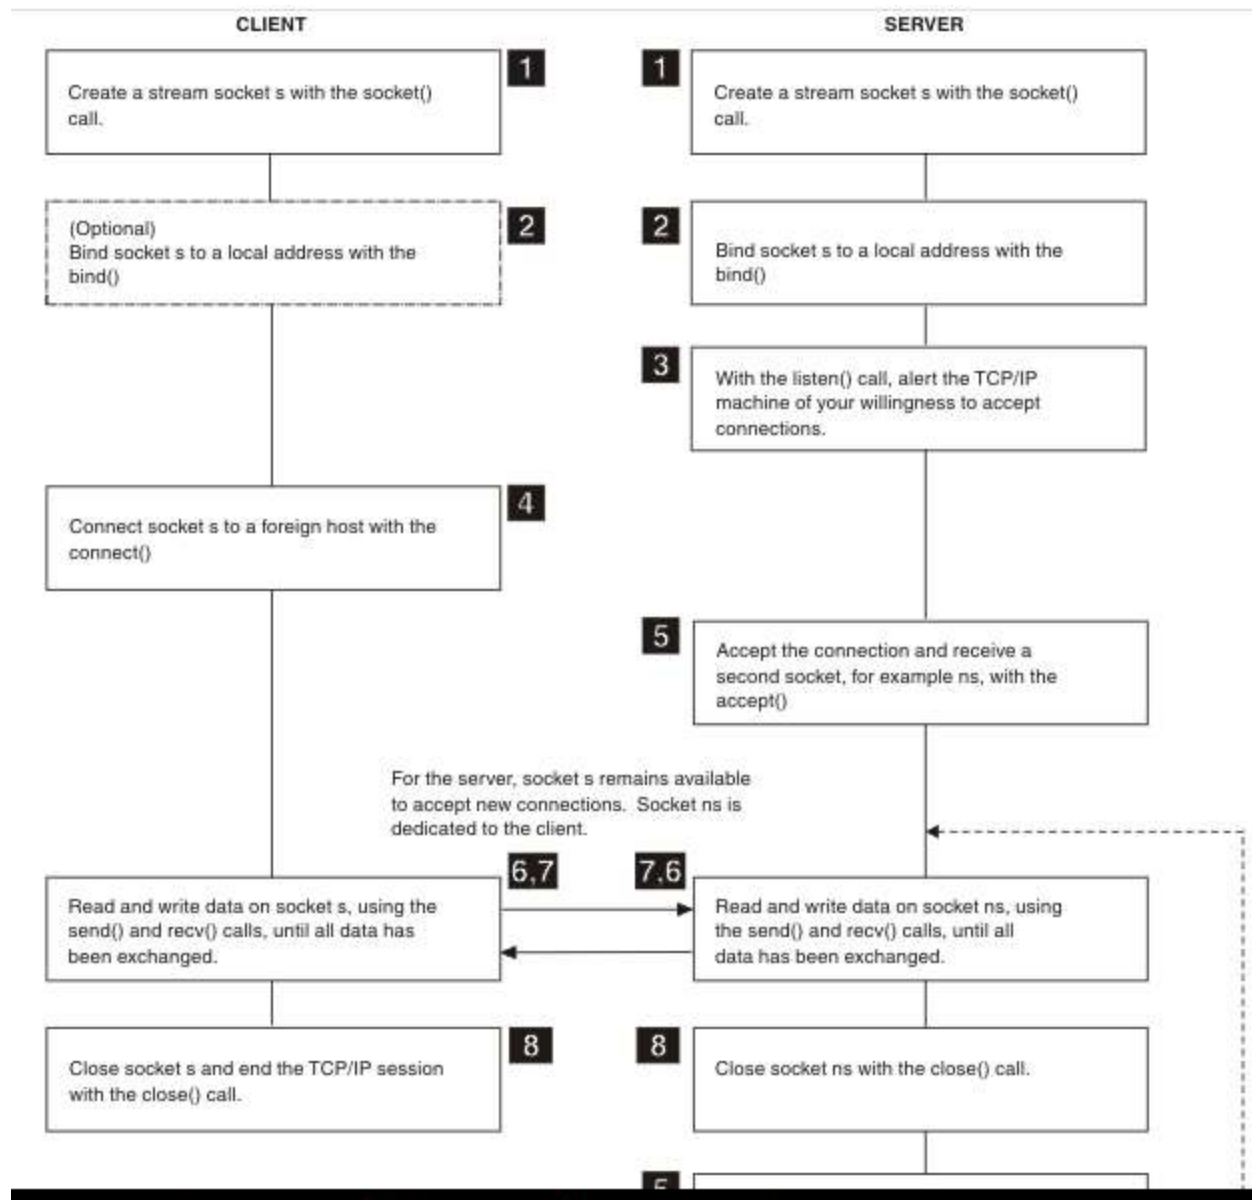 CLIENT
SERVER
1
1
Create a stream socket s with the socket()
call.
Create a stream socket s with the socket()
call.
2
2
(Optional)
Bind socket s to a local address with the
bind()
Bind socket s to a local address with the
bind()
3
With the listen() call, alert the TCP/IP
machine of your willingness to accept
connections.
4
Connect socket s to a foreign host with the
connect()
5
Accept the connection and receive a
second socket, for example ns, with the
accept()
For the server, socket s remains available
to accept new connections. Socket ns is
dedicated to the client.
6,7
7,6
Read and write data on socket s, using the
send() and recv() calls, until all data has
been exchanged.
Read and write data on socket ns, using
the send() and recv() calls, until all
data has been exchanged.
8
8
Close socket s and end the TCP/IP session
with the close() call.
Close socket ns with the close() call.